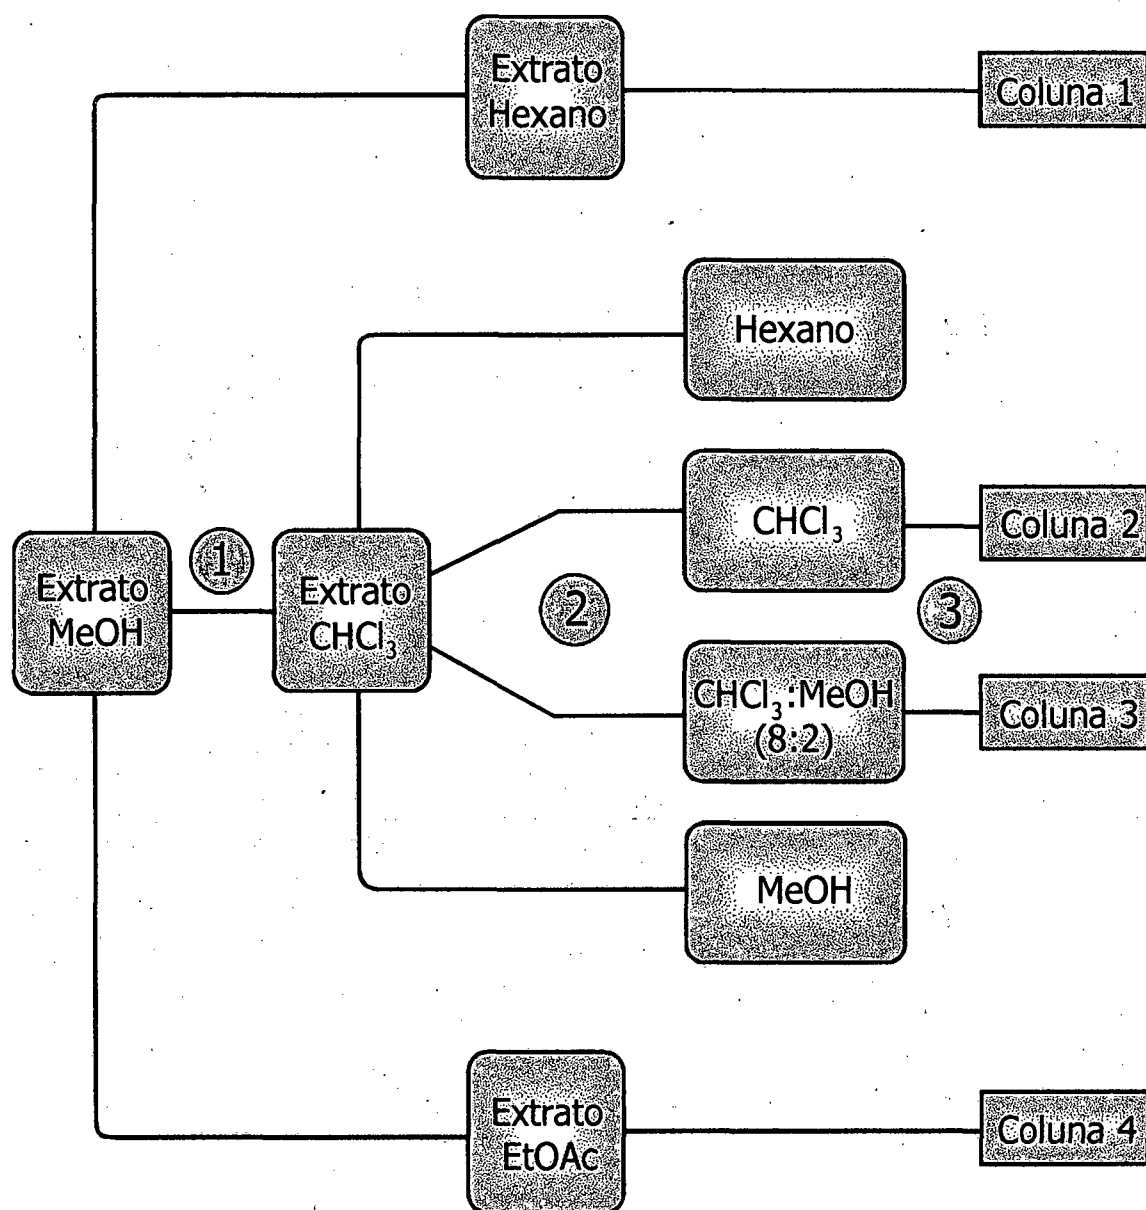 Extrato
Hexano
Coluna 1
Hexano
CHCl₃
Coluna 2
1
Extrato
MeOH
Extrato
CHCl₃
2
3
CHCl₃:MeOH
(8:2)
Coluna 3
MeOH
Extrato
EtOAc
Coluna 4